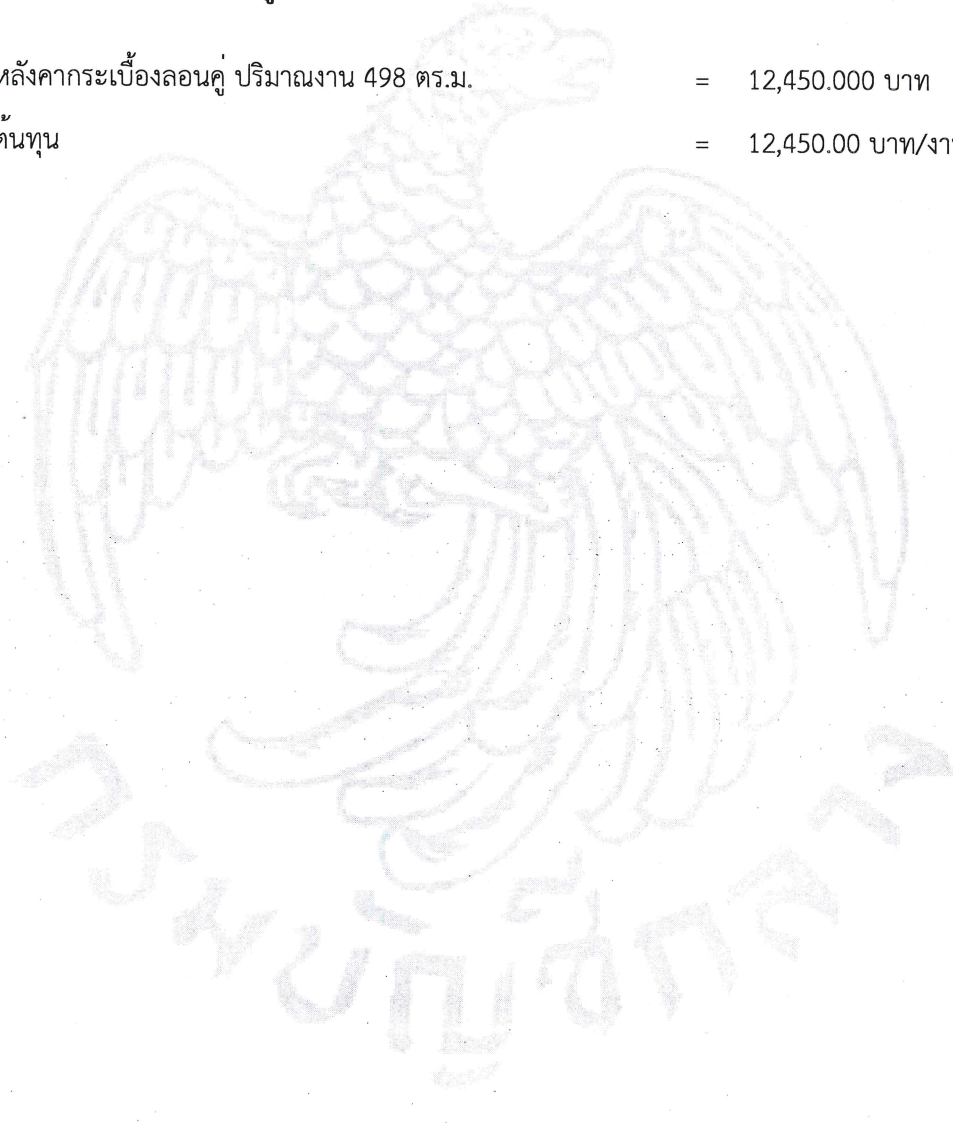 หลังคากระเบื้องลอนคู่ ปริมาณงาน 498 ตร.ม. = 12,450.000 บาท
ต้นทุน = 12,450.00 บาท/งาน
กรมบัญชีกลาง